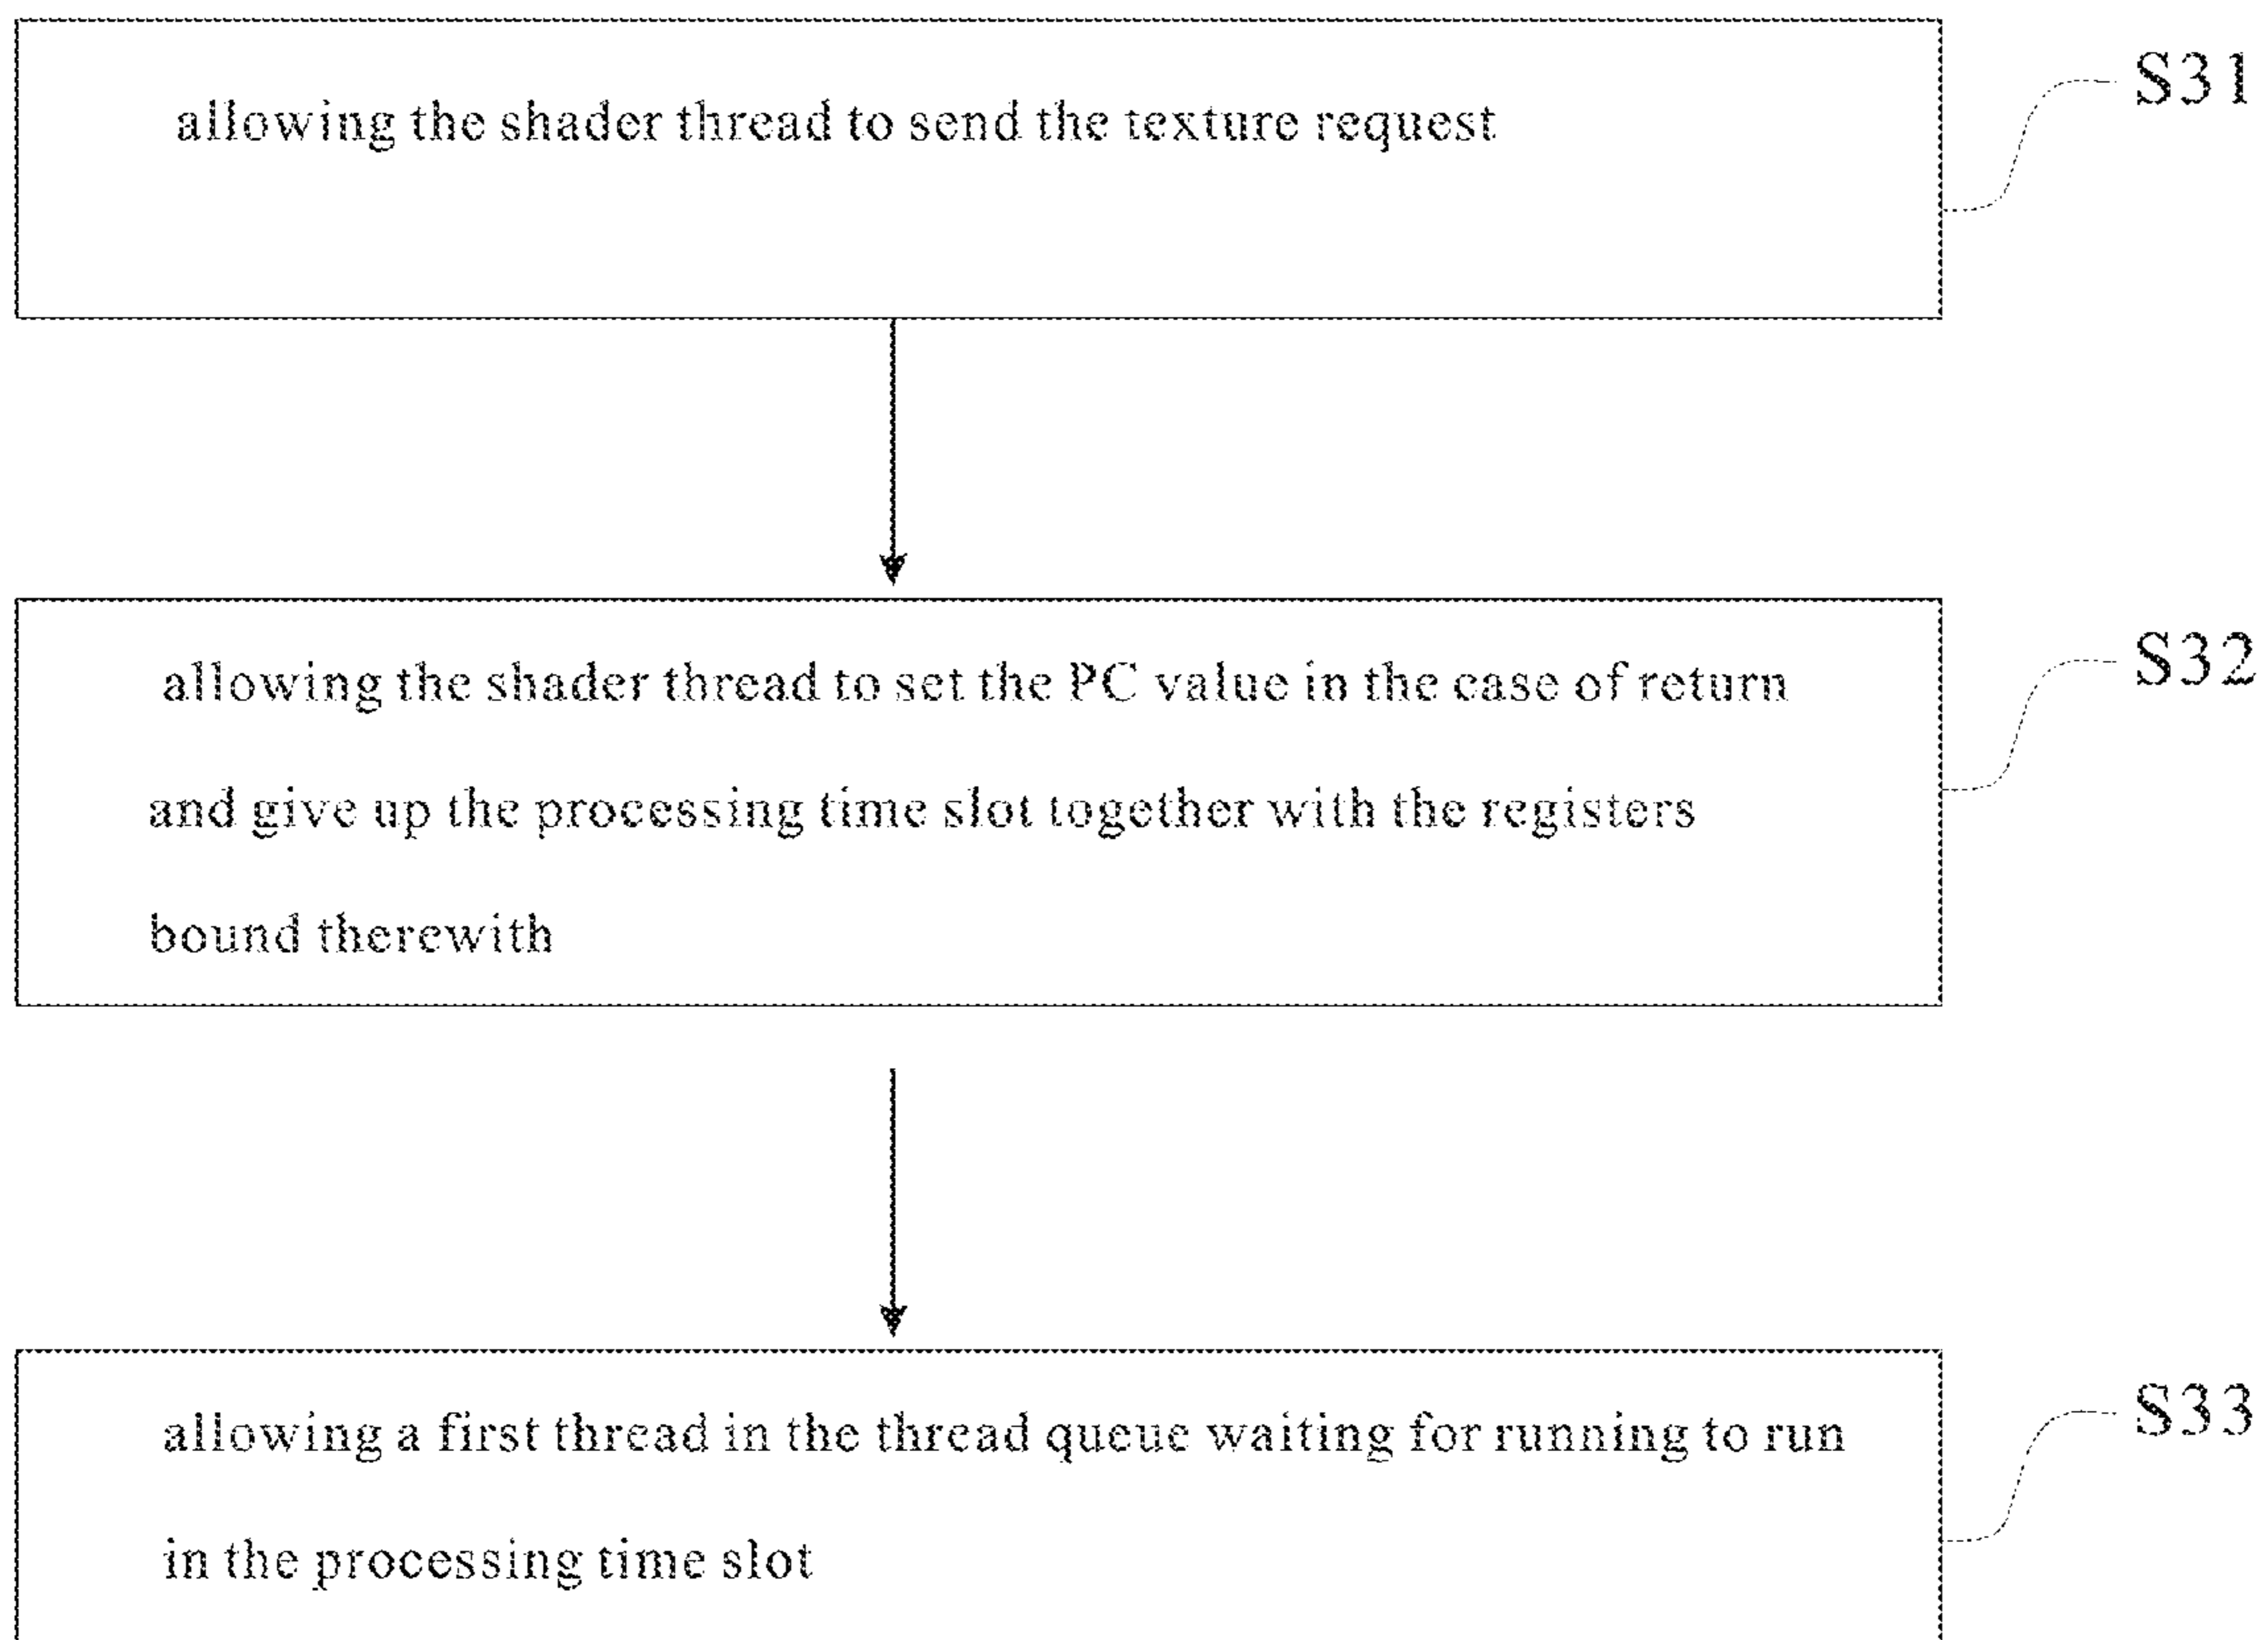 allowing the shader thread to send the texture request
S31
allowing the shader thread to set the PC value in the case of return
and give up the processing time slot together with the registers
bound therewith
S32
allowing a first thread in the thread queue waiting for running to run
in the processing time slot
S33